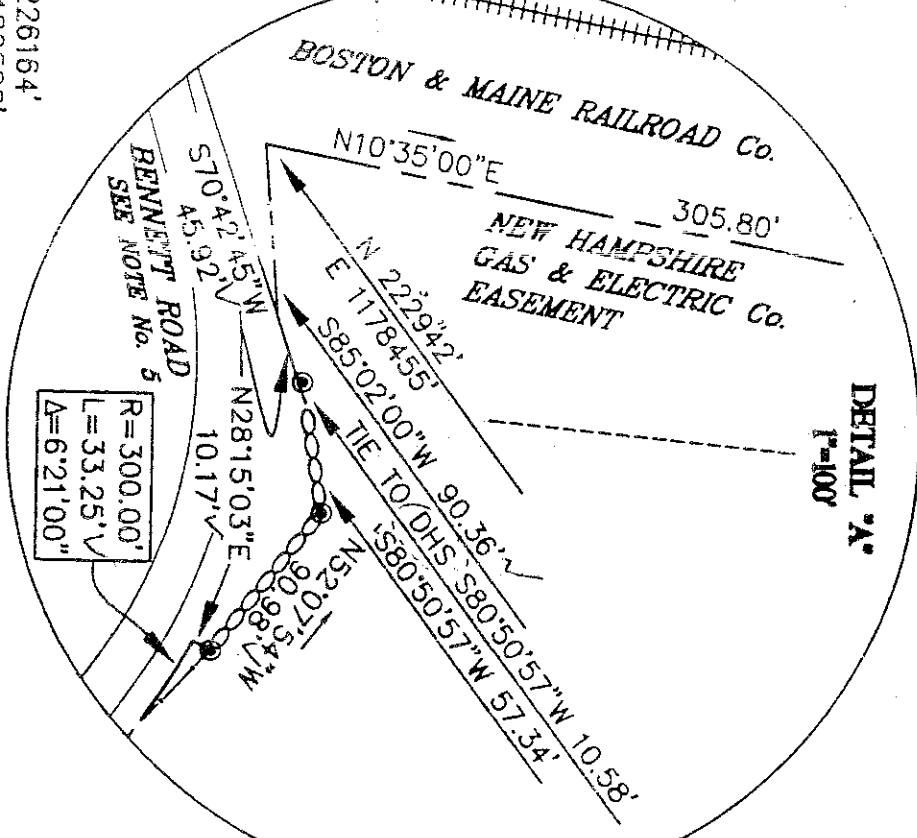 226164'
BOSTON & MAINE RAILROAD Co.
N10°35'00"E
305.80'
NEW HAMPSHIRE
GAS & ELECTRIC Co.
EASEMENT
DETAIL "A"
1"=100'
N 222942'
E 1178455'
S85°02'00"W 90.36'
TIE TO DHS S80°50'57"W 10.58'
S80°50'57"W 57.34'
S70°42'45"W
45.92'
BENNETT ROAD
SEE NOTE No. 5
N28°15'03"E
10.17'
N52°07'54"W
90.98'
R=300.00'
L=33.25'
Δ=6°21'00"